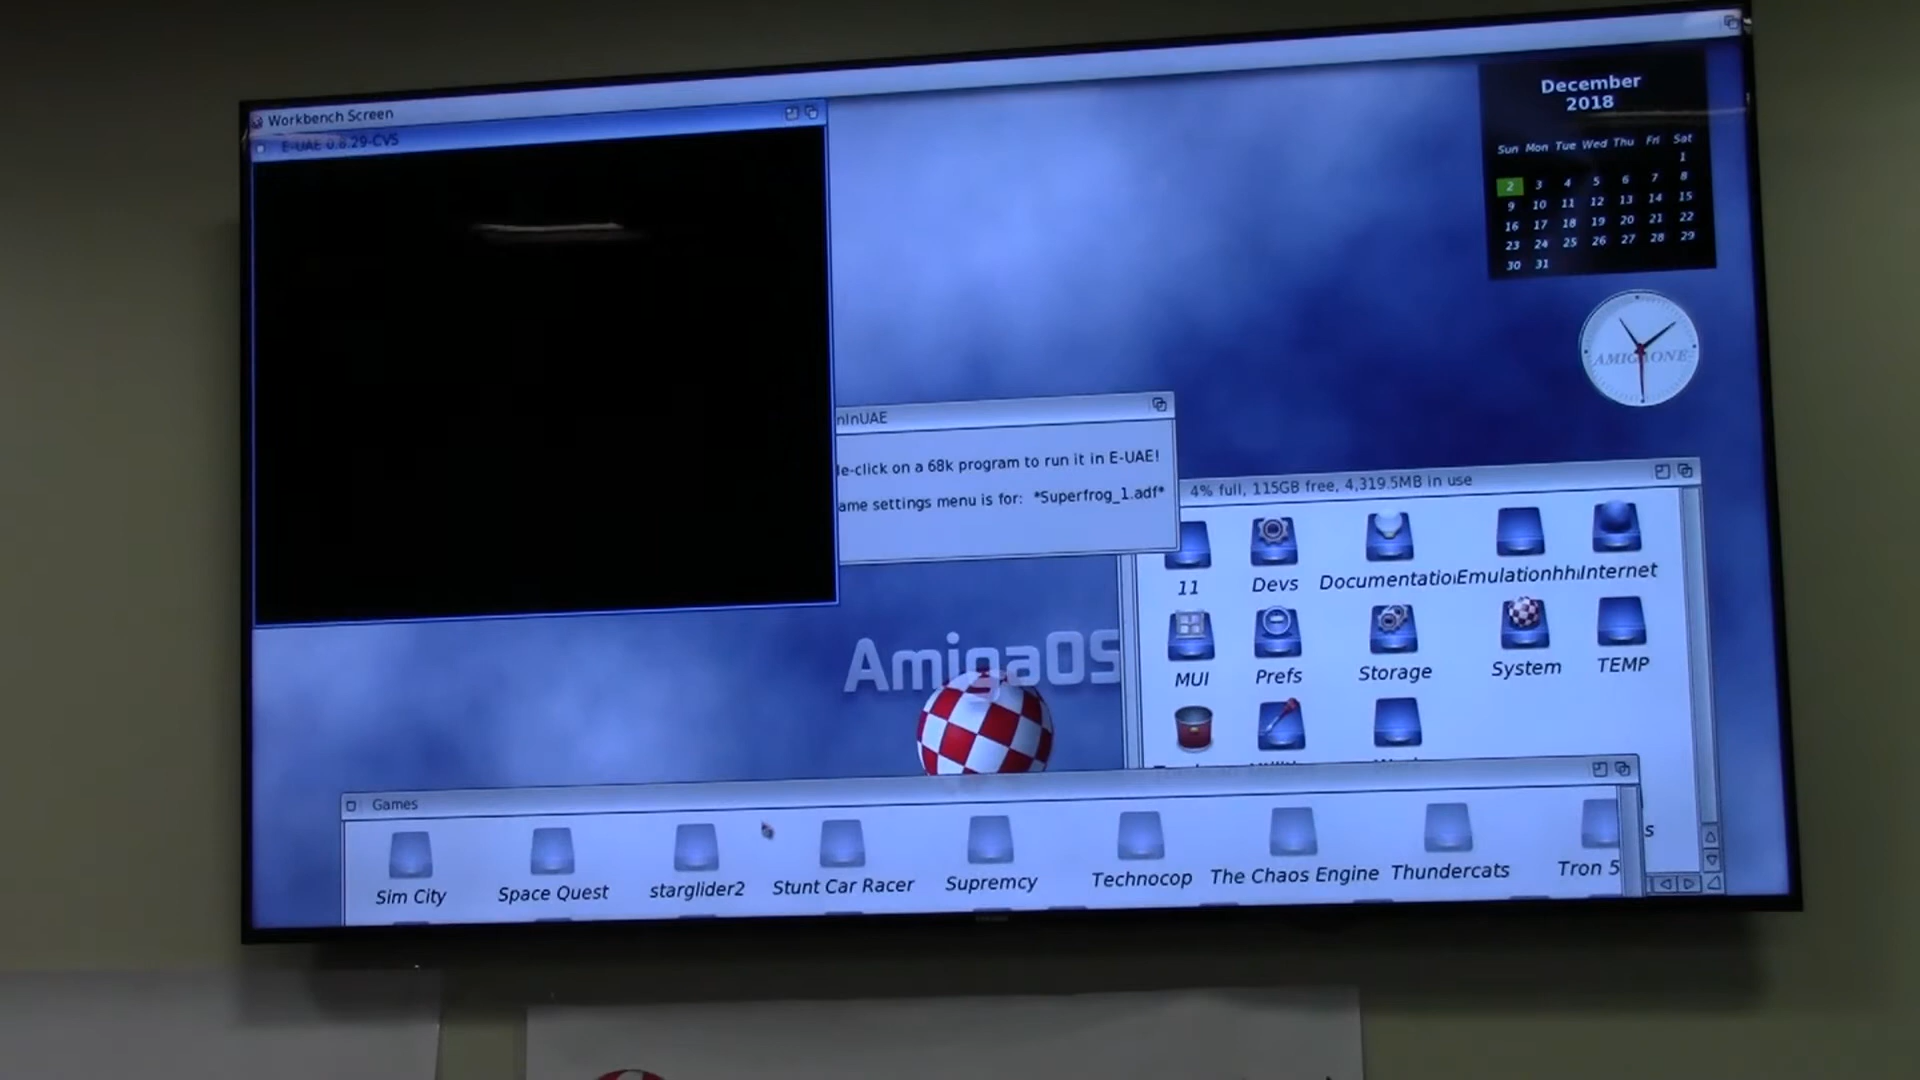 Workbench Screen
E-UAE 0.8.29-CVS
December
2018
Sun Mon Tue Wed Thu Fri Sat
1
2 3 4 5 6 7 8
9 10 11 12 13 14 15
16 17 18 19 20 21 22
23 24 25 26 27 28 29
30 31
AMIGAONE
nInUAE
le-click on a 68k program to run it in E-UAE!
ame settings menu is for: *Superfrog_1.adf*
4% full, 115GB free, 4,319.5MB in use
11 Devs Documentatio Emulationhh Internet
MUI Prefs Storage System TEMP
AmigaOS
Games
s
Sim City Space Quest starglider2 Stunt Car Racer Supremcy Technocop The Chaos Engine Thundercats Tron 5